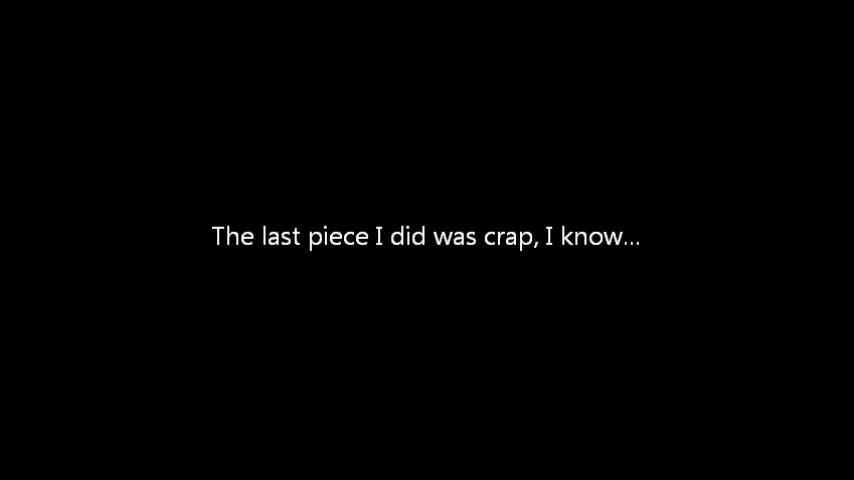 The last piece I did was crap, I know...